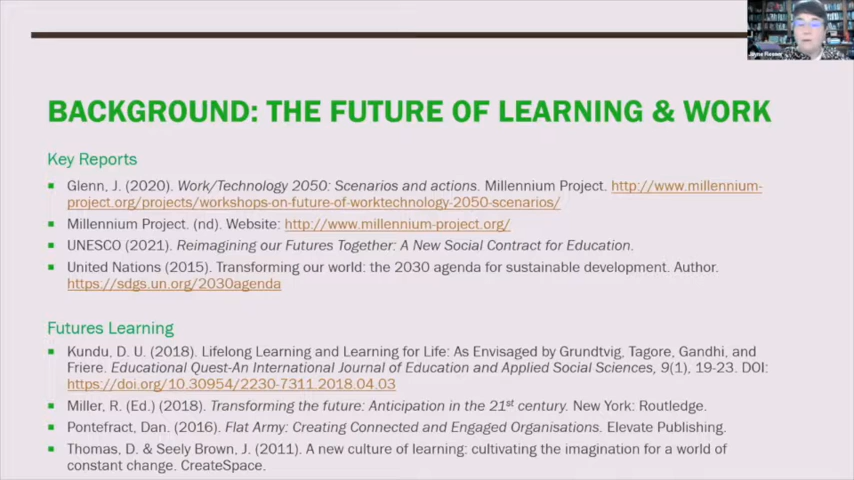 BACKGROUND: THE FUTURE OF LEARNING & WORK
Key Reports
Glenn, J. (2020). Work/Technology 2050: Scenarios and actions. Millennium Project. http://www.millennium-
project.org/projects/workshops-on-future-of-worktechnology-2050-scenarios/
Millennium Project. (nd). Website: http://www.millennium-project.org/
UNESCO (2021). Reimagining our Futures Together: A New Social Contract for Education.
United Nations (2015). Transforming our world: the 2030 agenda for sustainable development. Author.
https://sdgs.un.org/2030agenda
Futures Learning
Kundu, D. U. (2018). Lifelong Learning and Learning for Life: As Envisaged by Grundtvig, Tagore, Gandhi, and
Friere. Educational Quest-An International Journal of Education and Applied Social Sciences, 9(1), 19-23. DOI:
https://doi.org/10.30954/2230-7311.2018.04.03
Miller, R. (Ed.) (2018). Transforming the future: Anticipation in the 21st century. New York: Routledge.
Pontefract, Dan. (2016). Flat Army: Creating Connected and Engaged Organisations. Elevate Publishing.
Thomas, D. & Seely Brown, J. (2011). A new culture of learning: cultivating the imagination for a world of
constant change. CreateSpace.